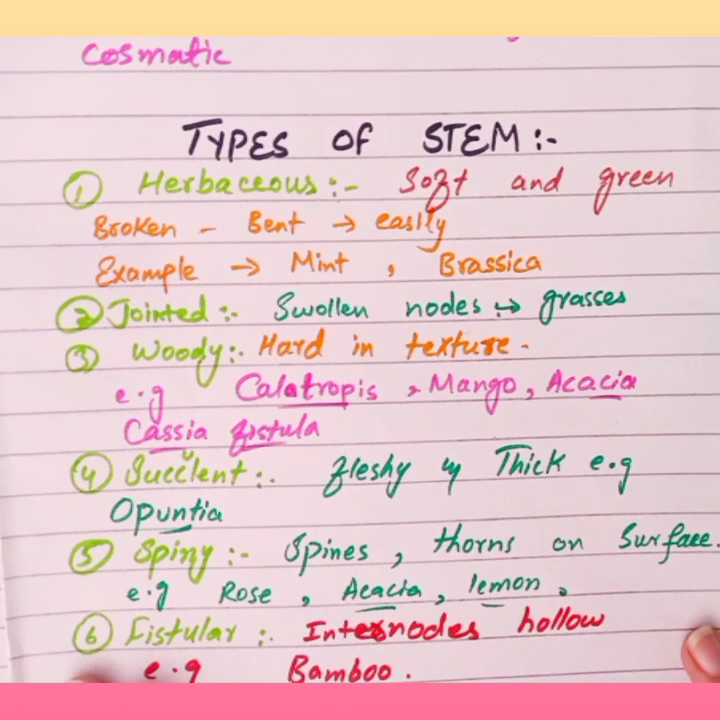 Cosmatic
TYPES OF STEM :-
① Herbaceous :- Soft and green
Broken - Bent → easily
Example → Mint , Brassica
② Jointed :- Swollen nodes ↔ grasses
③ Woody :- Hard in texture .
e.g Calatropis , Mango , Acacia
Cassia fistula
④ Succulent :- fleshy Thick e.g
Opuntia
⑤ Spiny :- Spines , thorns on Surface .
e.g Rose , Acacia , lemon .
⑥ Fistular :- Internodes hollow
e.g Bamboo .